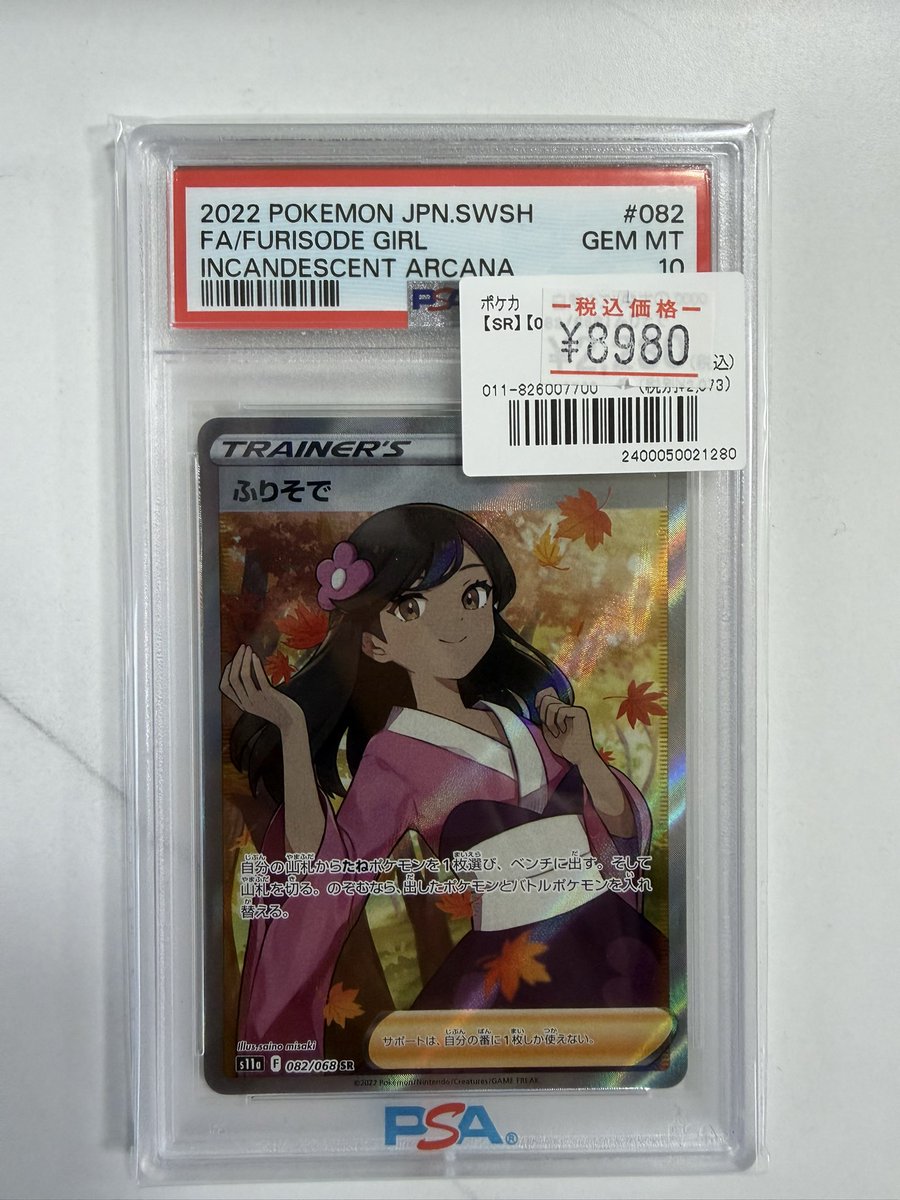 2022 POKEMON JPN.SWSH #082
FA/FURISODE GIRL GEM MT
INCANDESCENT ARCANA 10
ポケカ
【SR】【0
ー税込価格ー
¥8980
込)
011-826007700
2400050021280
TRAINER'S
ふりそで
自分の山札からたねポケモンを1枚選び、ベンチに出す。そして
山札を切る。のぞむなら、出したポケモンとバトルポケモンを入れ
替える。
サポートは、自分の番に1枚しか使えない。
Illus.saino misaki
s11a F 082/068 SR
©2022 Pokémon/Nintendo/Creatures/GAME FREAK.
PSA®